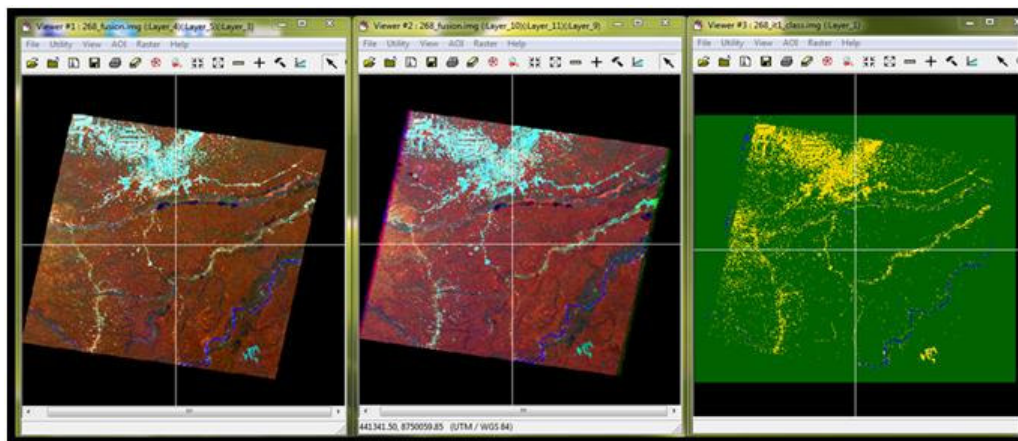 Viewer #1 : 268_fusion.img (:Layer_4)(:Layer_5)(:Layer_3)
File Utility View AOI Raster Help
Viewer #2 : 268_fusion.img (:Layer_10)(:Layer_11)(:Layer_9)
File Utility View AOI Raster Help
441341.50, 8750059.85 (UTM / WGS 84)
Viewer #3 : 268_lt1_class.img (:Layer_1)
File Utility View AOI Raster Help